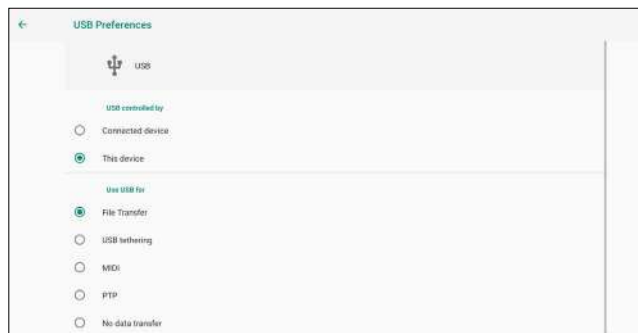 USB Preferences
USB
USB controlled by
Connected device
This device
Use USB for
File Transfer
USB tethering
MIDI
PTP
No data transfer